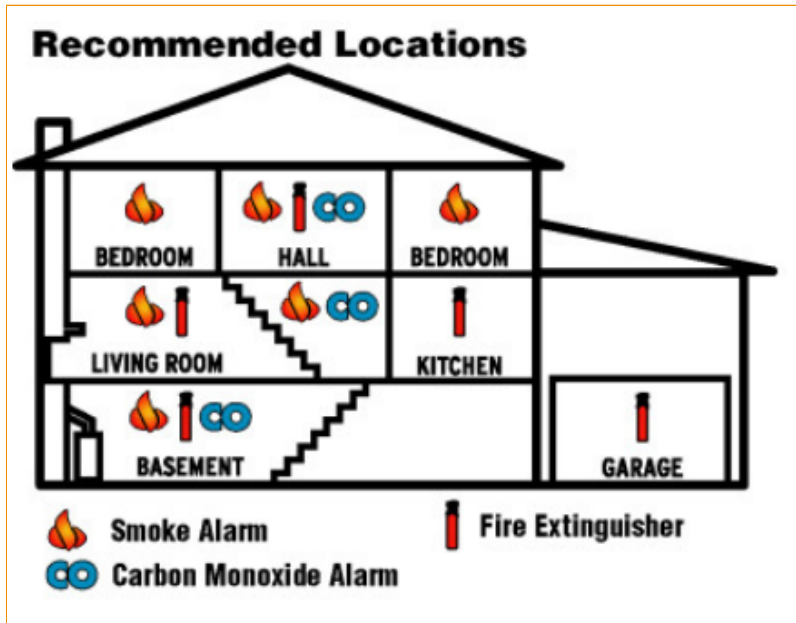 Recommended Locations
CO
BEDROOM HALL BEDROOM
CO
LIVING ROOM KITCHEN
CO
BASEMENT GARAGE
Smoke Alarm Fire Extinguisher
CO Carbon Monoxide Alarm